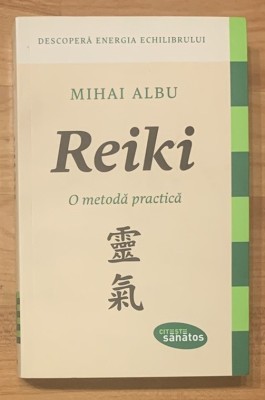 DESCOPERĂ ENERGIA ECHILIBRULUI
MIHAI ALBU
Reiki
O metodă practică
靈
氣
CITEȘTE
sănătos